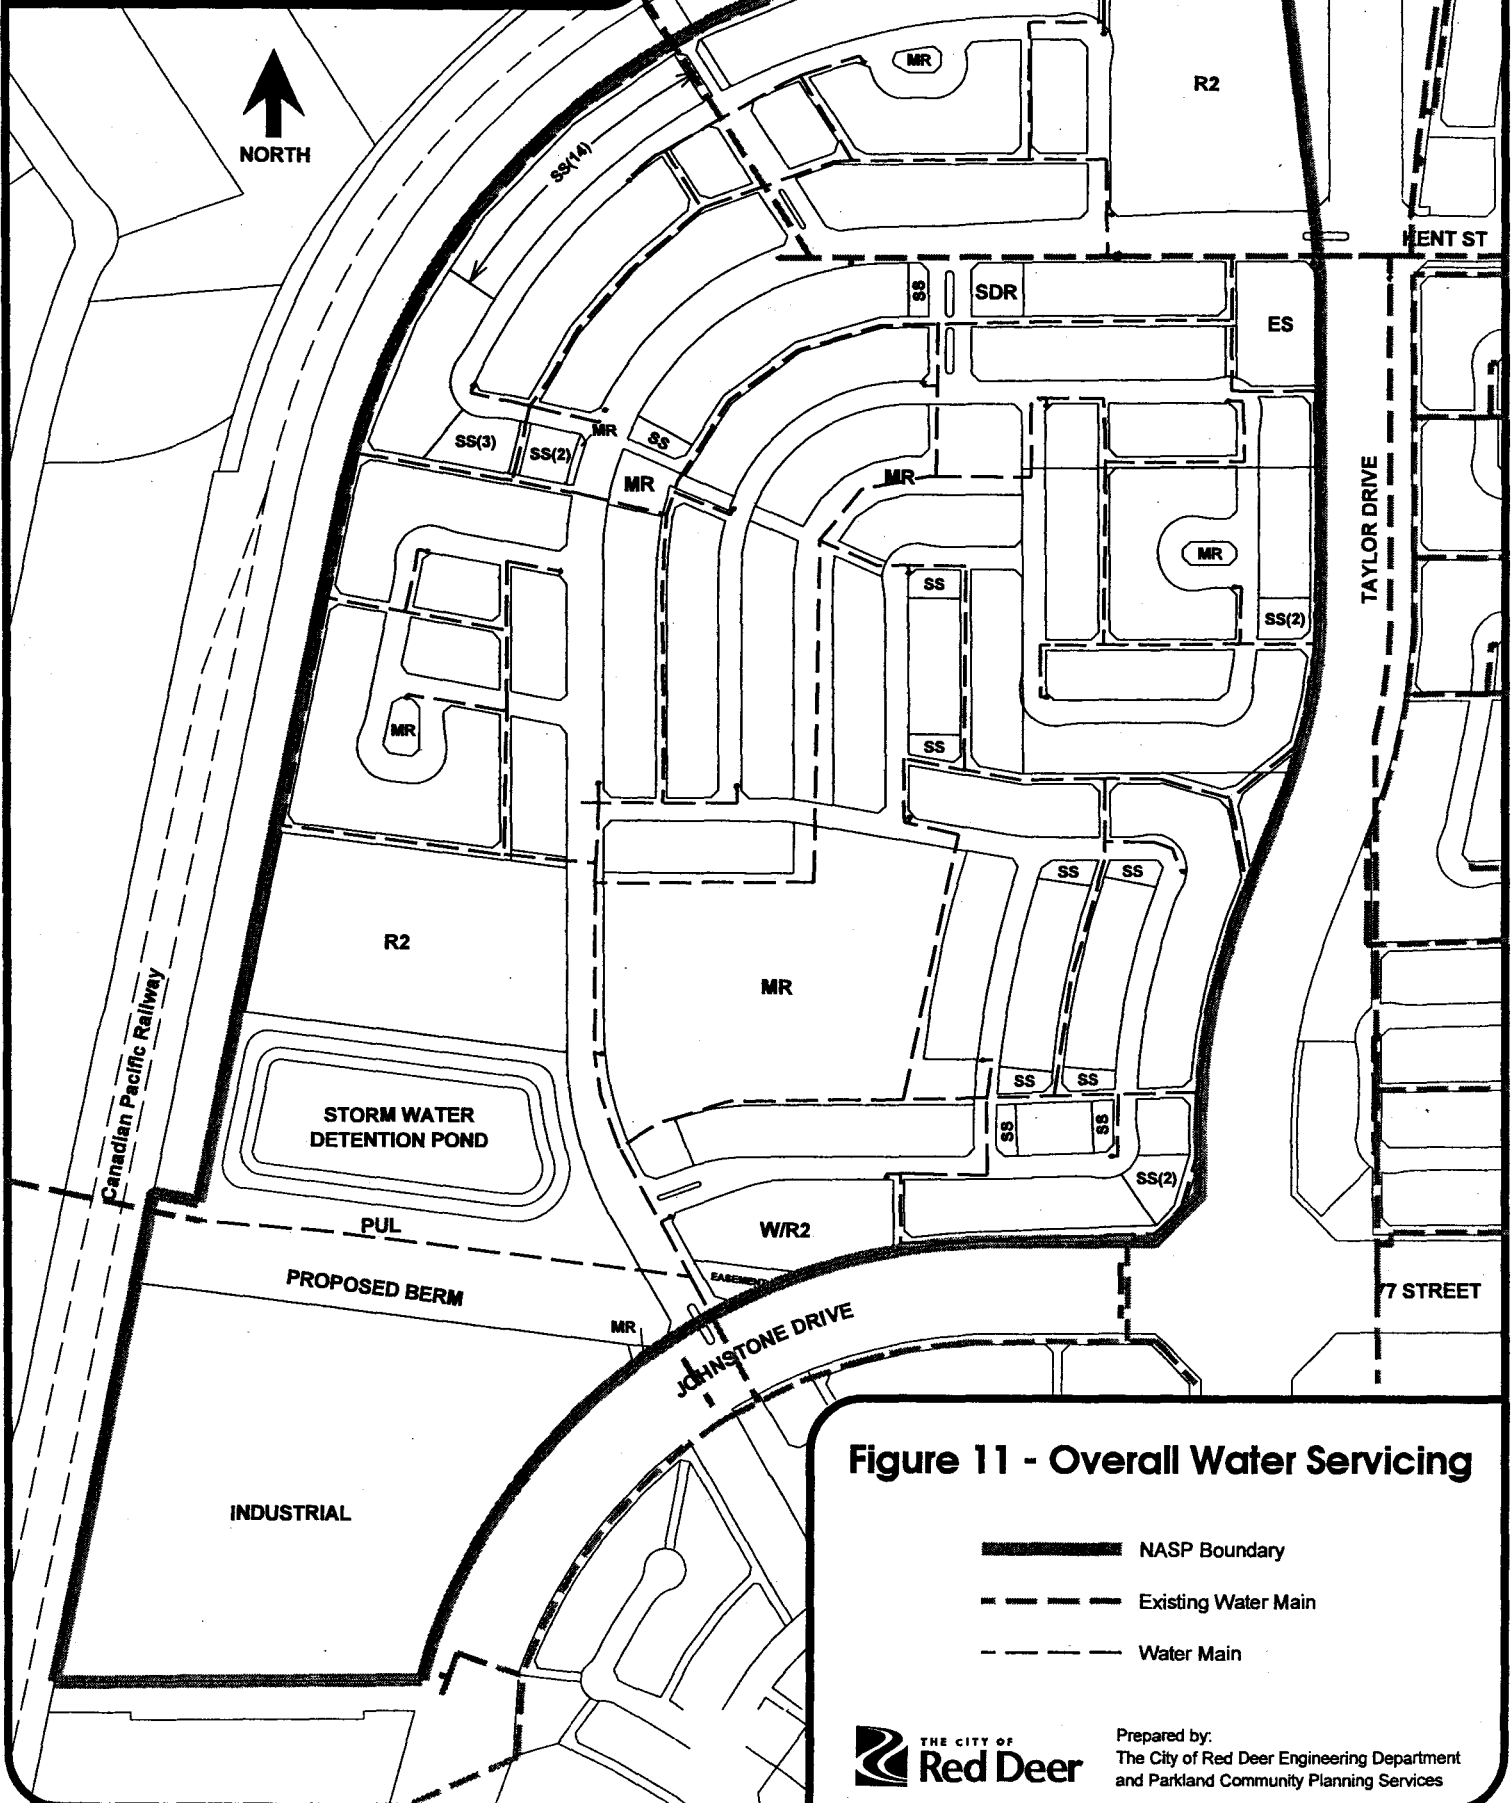 MR
R2
NORTH
SS(14)
KENT ST
SS
SDR
ES
SS(3)
SS(2)
MR
SS
MR
MR
TAYLOR DRIVE
MR
SS
SS(2)
MR
SS
SS
SS
R2
MR
Canadian Pacific Railway
SS
SS
STORM WATER
DETENTION POND
SS
SS
SS(2)
PUL
W/R2
EASEMENT
PROPOSED BERM
77 STREET
MR
JOHNSTONE DRIVE
INDUSTRIAL
Figure 11 - Overall Water Servicing
NASP Boundary
Existing Water Main
Water Main
THE CITY OF
Red Deer
Prepared by:
The City of Red Deer Engineering Department
and Parkland Community Planning Services